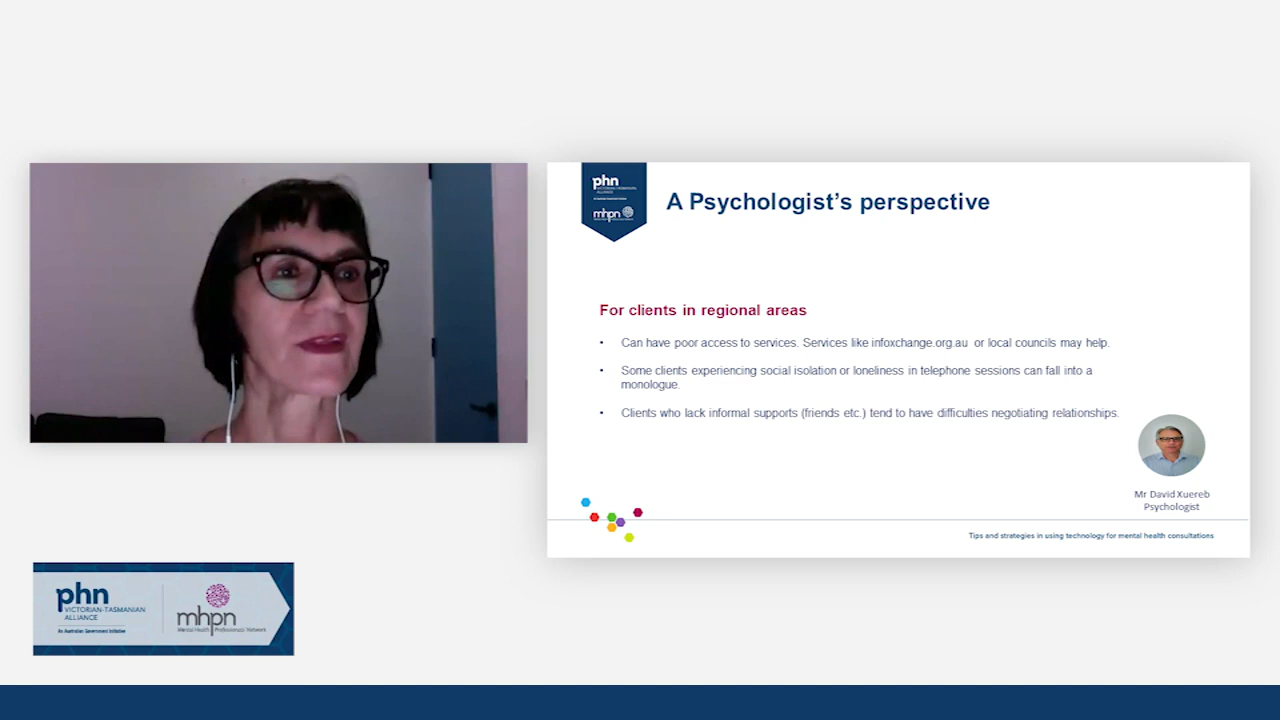 phn
VICTORIAN-TASMANIAN
ALLIANCE
mhpn
A Psychologist's perspective
For clients in regional areas
• Can have poor access to services. Services like infoxchange.org.au or local councils may help.
• Some clients experiencing social isolation or loneliness in telephone sessions can fall into a
monologue.
• Clients who lack informal supports (friends etc.) tend to have difficulties negotiating relationships.
Mr David Xuereb
Psychologist
Tips and strategies in using technology for mental health consultations
phn
VICTORIAN-TASMANIAN
ALLIANCE
An Australian Government Initiative
mhpn
Mental Health Professionals' Network